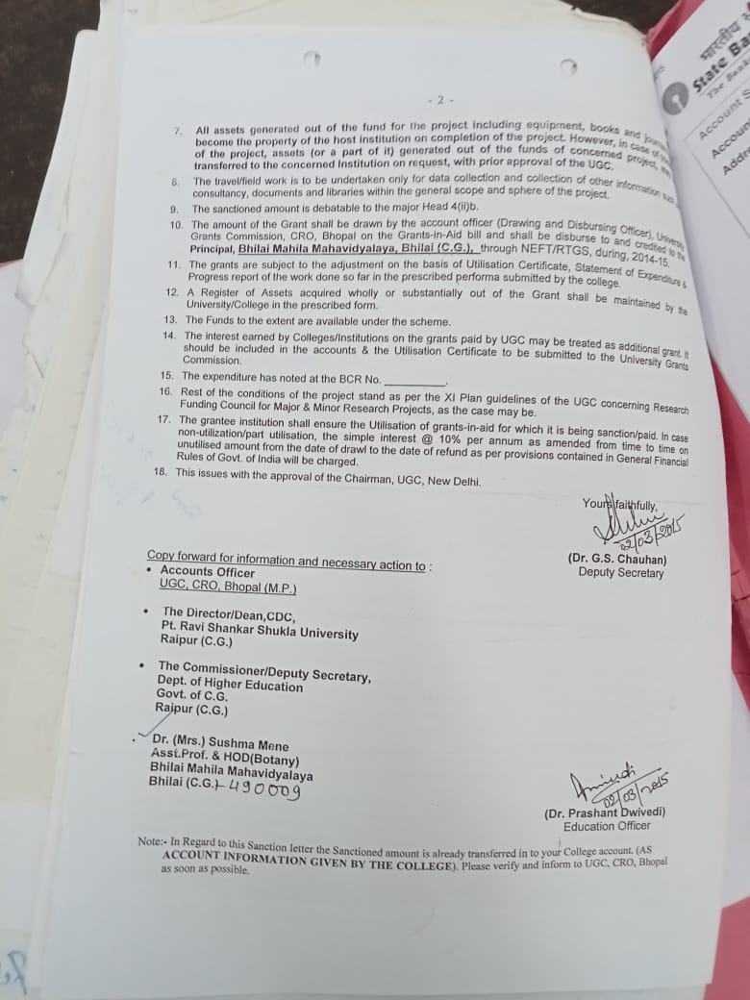 - 2 -
7. All assets generated out of the fund for the project including equipment, books and
become the property of the host institution on completion of the project. However, in case of
of the project, assets (or a part of it) generated out of the funds of concerned project,
transferred to the concerned Institution on request, with prior approval of the UGC.
8. The travel/field work is to be undertaken only for data collection and collection of other information such
consultancy, documents and libraries within the general scope and sphere of the project.
9. The sanctioned amount is debatable to the major Head 4(ii)b.
10. The amount of the Grant shall be drawn by the account officer (Drawing and Disbursing Officer), University
Grants Commission, CRO, Bhopal on the Grants-in-Aid bill and shall be disburse to and credited to the
Principal, Bhilai Mahila Mahavidyalaya, Bhilai (C.G.), through NEFT/RTGS, during, 2014-15.
11. The grants are subject to the adjustment on the basis of Utilisation Certificate, Statement of Expenditure &
Progress report of the work done so far in the prescribed performa submitted by the college.
12. A Register of Assets acquired wholly or substantially out of the Grant shall be maintained by the
University/College in the prescribed form.
13. The Funds to the extent are available under the scheme.
14. The interest earned by Colleges/Institutions on the grants paid by UGC may be treated as additional grant. It
should be included in the accounts & the Utilisation Certificate to be submitted to the University Grants
Commission.
15. The expenditure has noted at the BCR No. __________.
16. Rest of the conditions of the project stand as per the XI Plan guidelines of the UGC concerning Research
Funding Council for Major & Minor Research Projects, as the case may be.
17. The grantee institution shall ensure the Utilisation of grants-in-aid for which it is being sanction/paid. In case
non-utilization/part utilisation, the simple interest @ 10% per annum as amended from time to time on
unutilised amount from the date of drawl to the date of refund as per provisions contained in General Financial
Rules of Govt. of India will be charged.
18. This issues with the approval of the Chairman, UGC, New Delhi.
Yours faithfully,
02/03/2015
(Dr. G.S. Chauhan)
Deputy Secretary
Copy forward for information and necessary action to :
• Accounts Officer
UGC, CRO, Bhopal (M.P.)
• The Director/Dean,CDC,
Pt. Ravi Shankar Shukla University
Raipur (C.G.)
• The Commissioner/Deputy Secretary,
Dept. of Higher Education
Govt. of C.G.
Raipur (C.G.)
• Dr. (Mrs.) Sushma Mene
Asst.Prof. & HOD(Botany)
Bhilai Mahila Mahavidyalaya
Bhilai (C.G.)- 490009
02/03/2015
(Dr. Prashant Dwivedi)
Education Officer
Note:- In Regard to this Sanction letter the Sanctioned amount is already transferred in to your College account. (AS
ACCOUNT INFORMATION GIVEN BY THE COLLEGE). Please verify and inform to UGC, CRO, Bhopal
as soon as possible.
भारतीय
State Ba
The Bank
Account S
Accoun
Addr